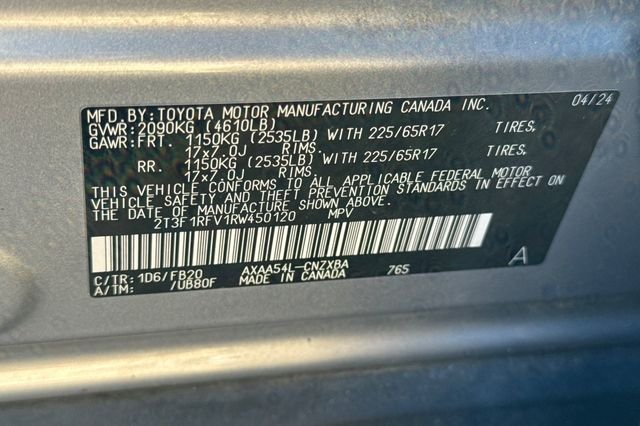 MFD.BY:TOYOTA MOTOR MANUFACTURING CANADA INC. 04/24
GVWR:2090KG (4610LB)
GAWR:FRT. 1150KG (2535LB) WITH 225/65R17 TIRES,
17x7.0J RIMS.
RR. 1150KG (2535LB) WITH 225/65R17 TIRES,
17x7.0J RIMS.
THIS VEHICLE CONFORMS TO ALL APPLICABLE FEDERAL MOTOR
VEHICLE SAFETY AND THEFT PREVENTION STANDARDS IN EFFECT ON
THE DATE OF MANUFACTURE SHOWN ABOVE.
2T3F1RFV1RW450120 MPV
C/TR:1D6/FB20 AXAA54L-CNZXBA 765 A
A/TM: /UB80F MADE IN CANADA